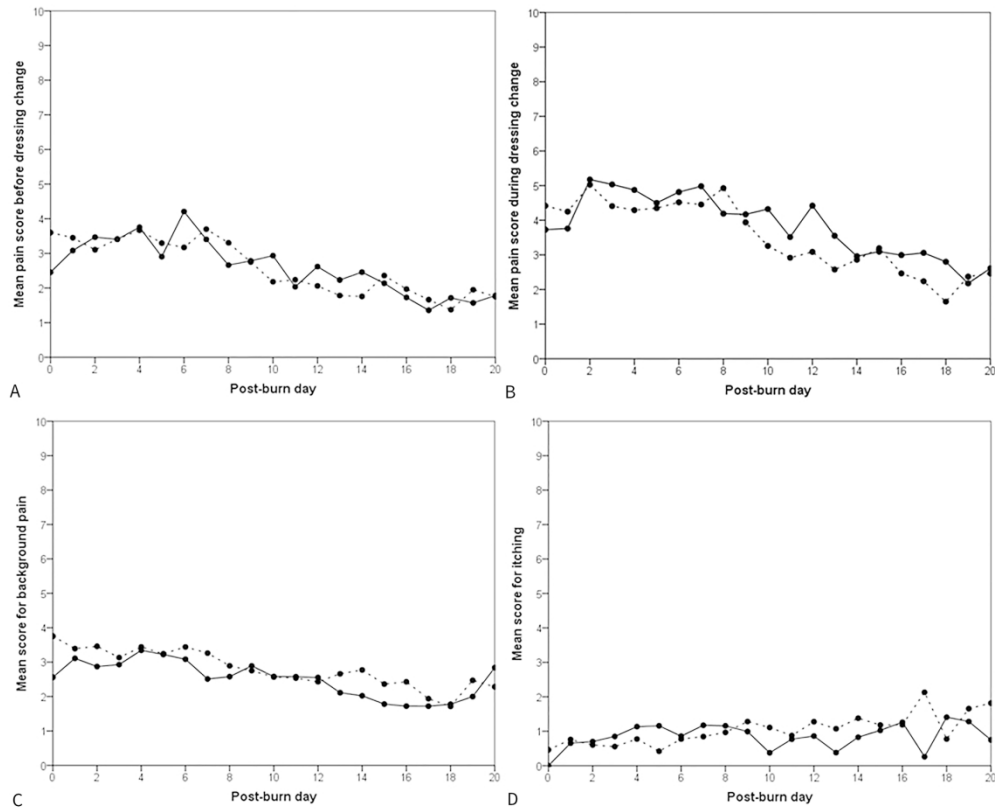 10
9
8
7
6
5
4
3
2
1
0
Mean pain score before dressing change
0 2 4 6 8 10 12 14 16 18 20
Post-burn day
A
10
9
8
7
6
5
4
3
2
1
0
Mean pain score during dressing change
0 2 4 6 8 10 12 14 16 18 20
Post-burn day
B
10
9
8
7
6
5
4
3
2
1
0
Mean score for background pain
0 2 4 6 8 10 12 14 16 18 20
Post-burn day
C
10
9
8
7
6
5
4
3
2
1
0
Mean score for itching
0 2 4 6 8 10 12 14 16 18 20
Post-burn day
D